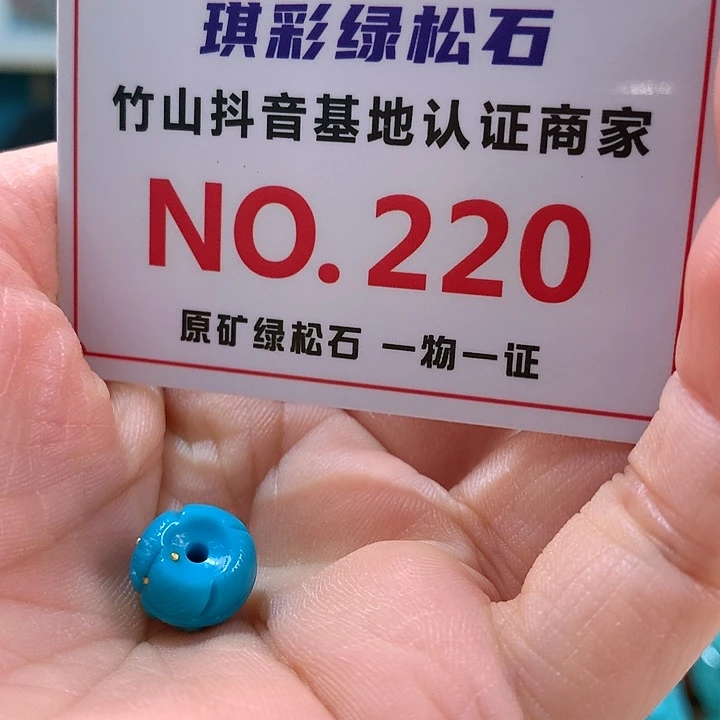 琪彩绿松石
竹山抖音基地认证商家
NO.220
原矿绿松石 一物一证